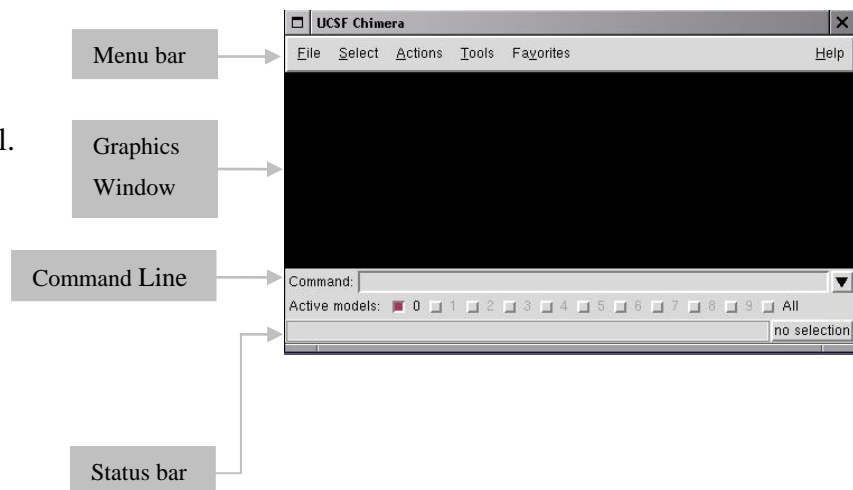 UCSF Chimera
Menu bar
File Select Actions Tools Favorites Help
l.
Graphics
Window
Command Line
Command:
Active models: 0 1 2 3 4 5 6 7 8 9 All
no selection
Status bar